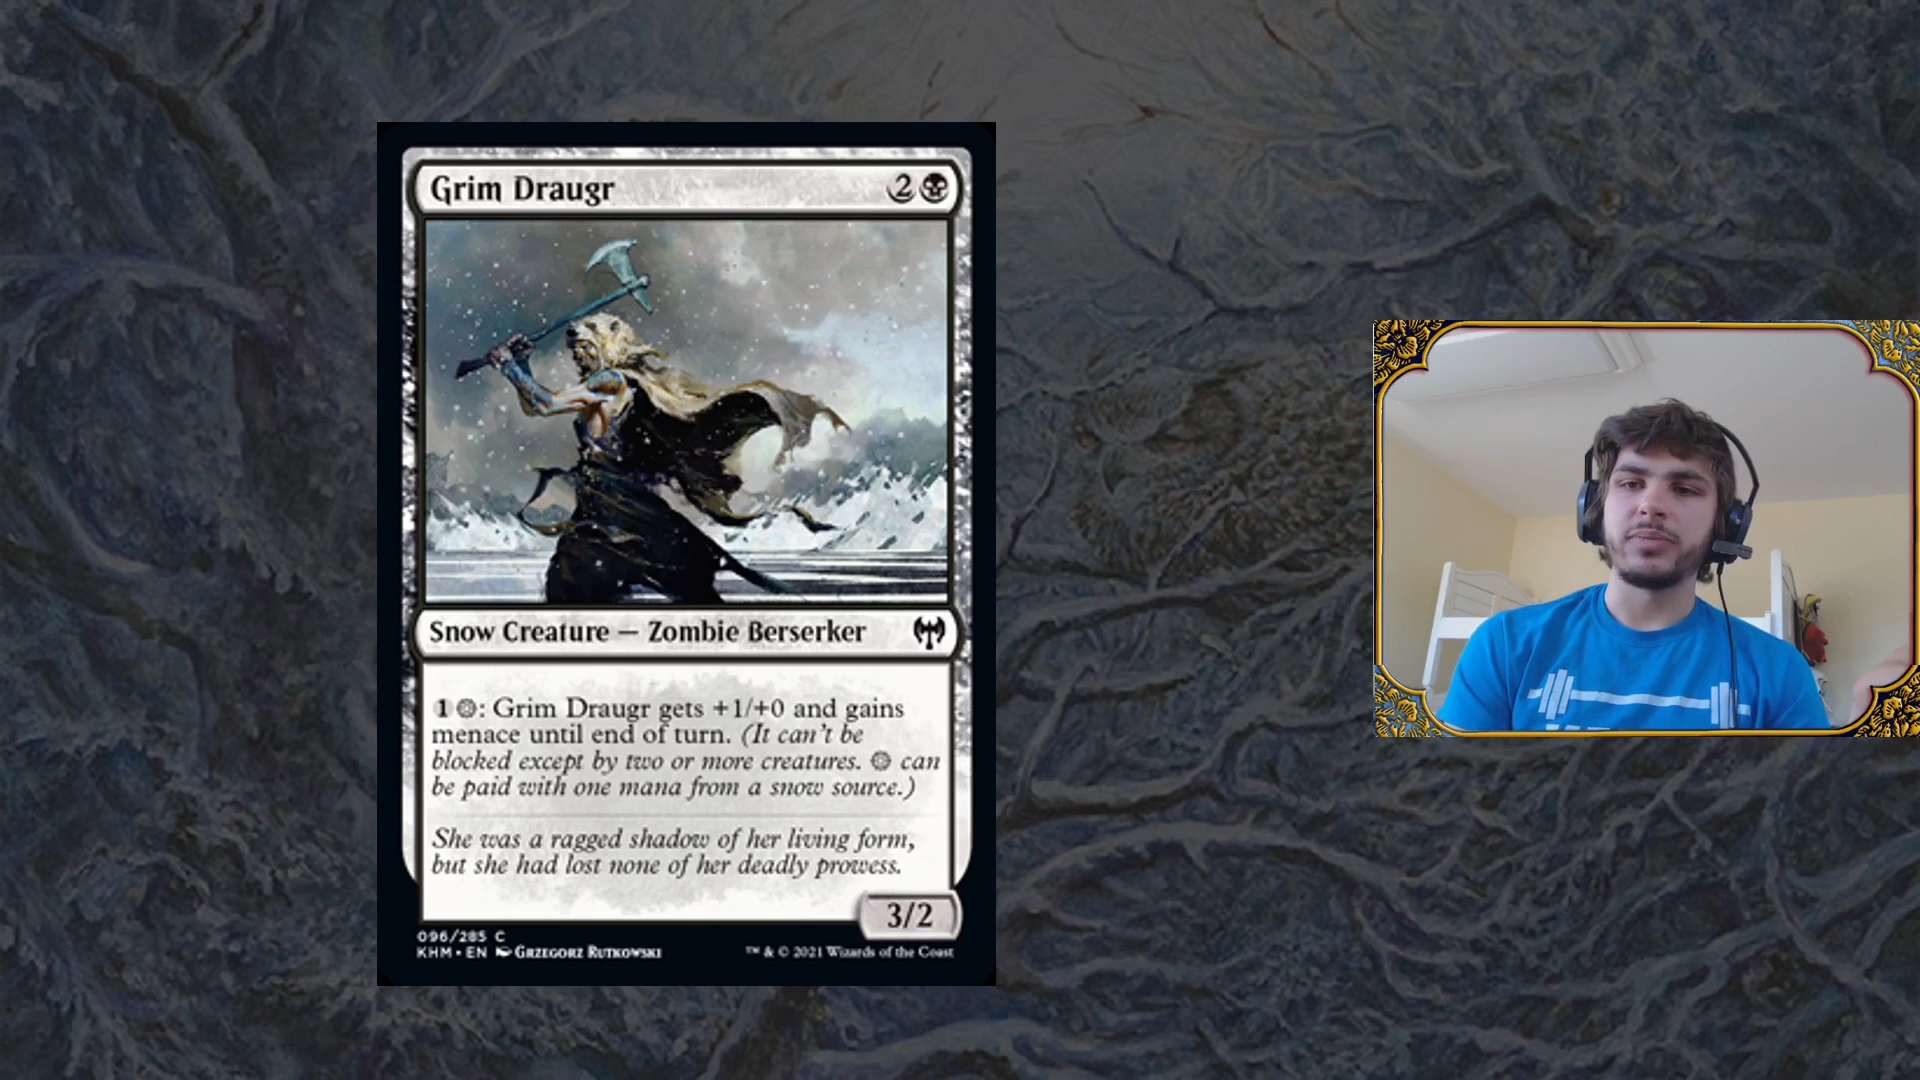 Grim Draugr 2
Snow Creature — Zombie Berserker
1 : Grim Draugr gets +1/+0 and gains
menace until end of turn. (It can't be
blocked except by two or more creatures. can
be paid with one mana from a snow source.)
She was a ragged shadow of her living form,
but she had lost none of her deadly prowess.
3/2
096/285 C
KHM • EN Grzegorz Rutkowski ™ & © 2021 Wizards of the Coast